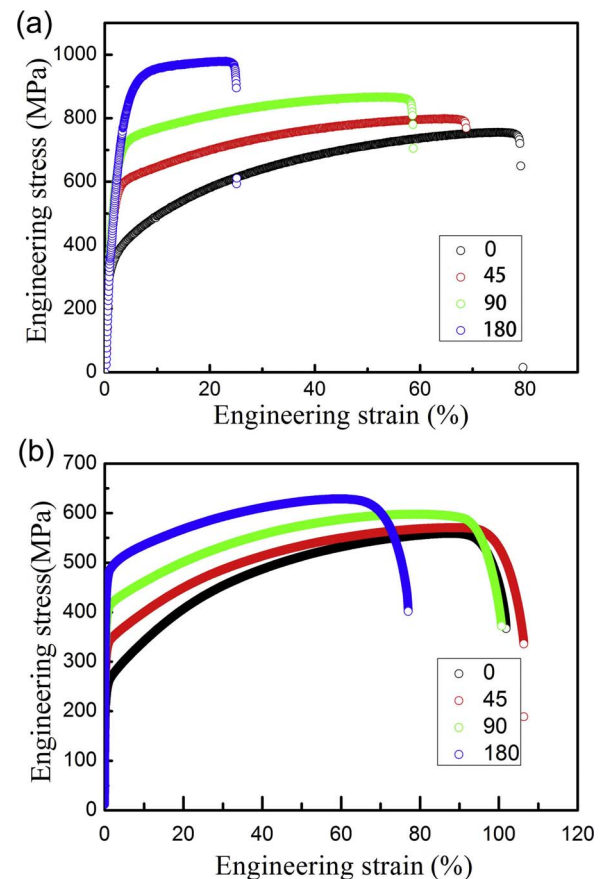 (a)
1000
800
600
400
200
0
Engineering stress (MPa)
0
45
90
180
0 20 40 60 80
Engineering strain (%)
(b)
700
600
500
400
300
200
100
0
Engineering stress(MPa)
0
45
90
180
0 20 40 60 80 100 120
Engineering strain (%)